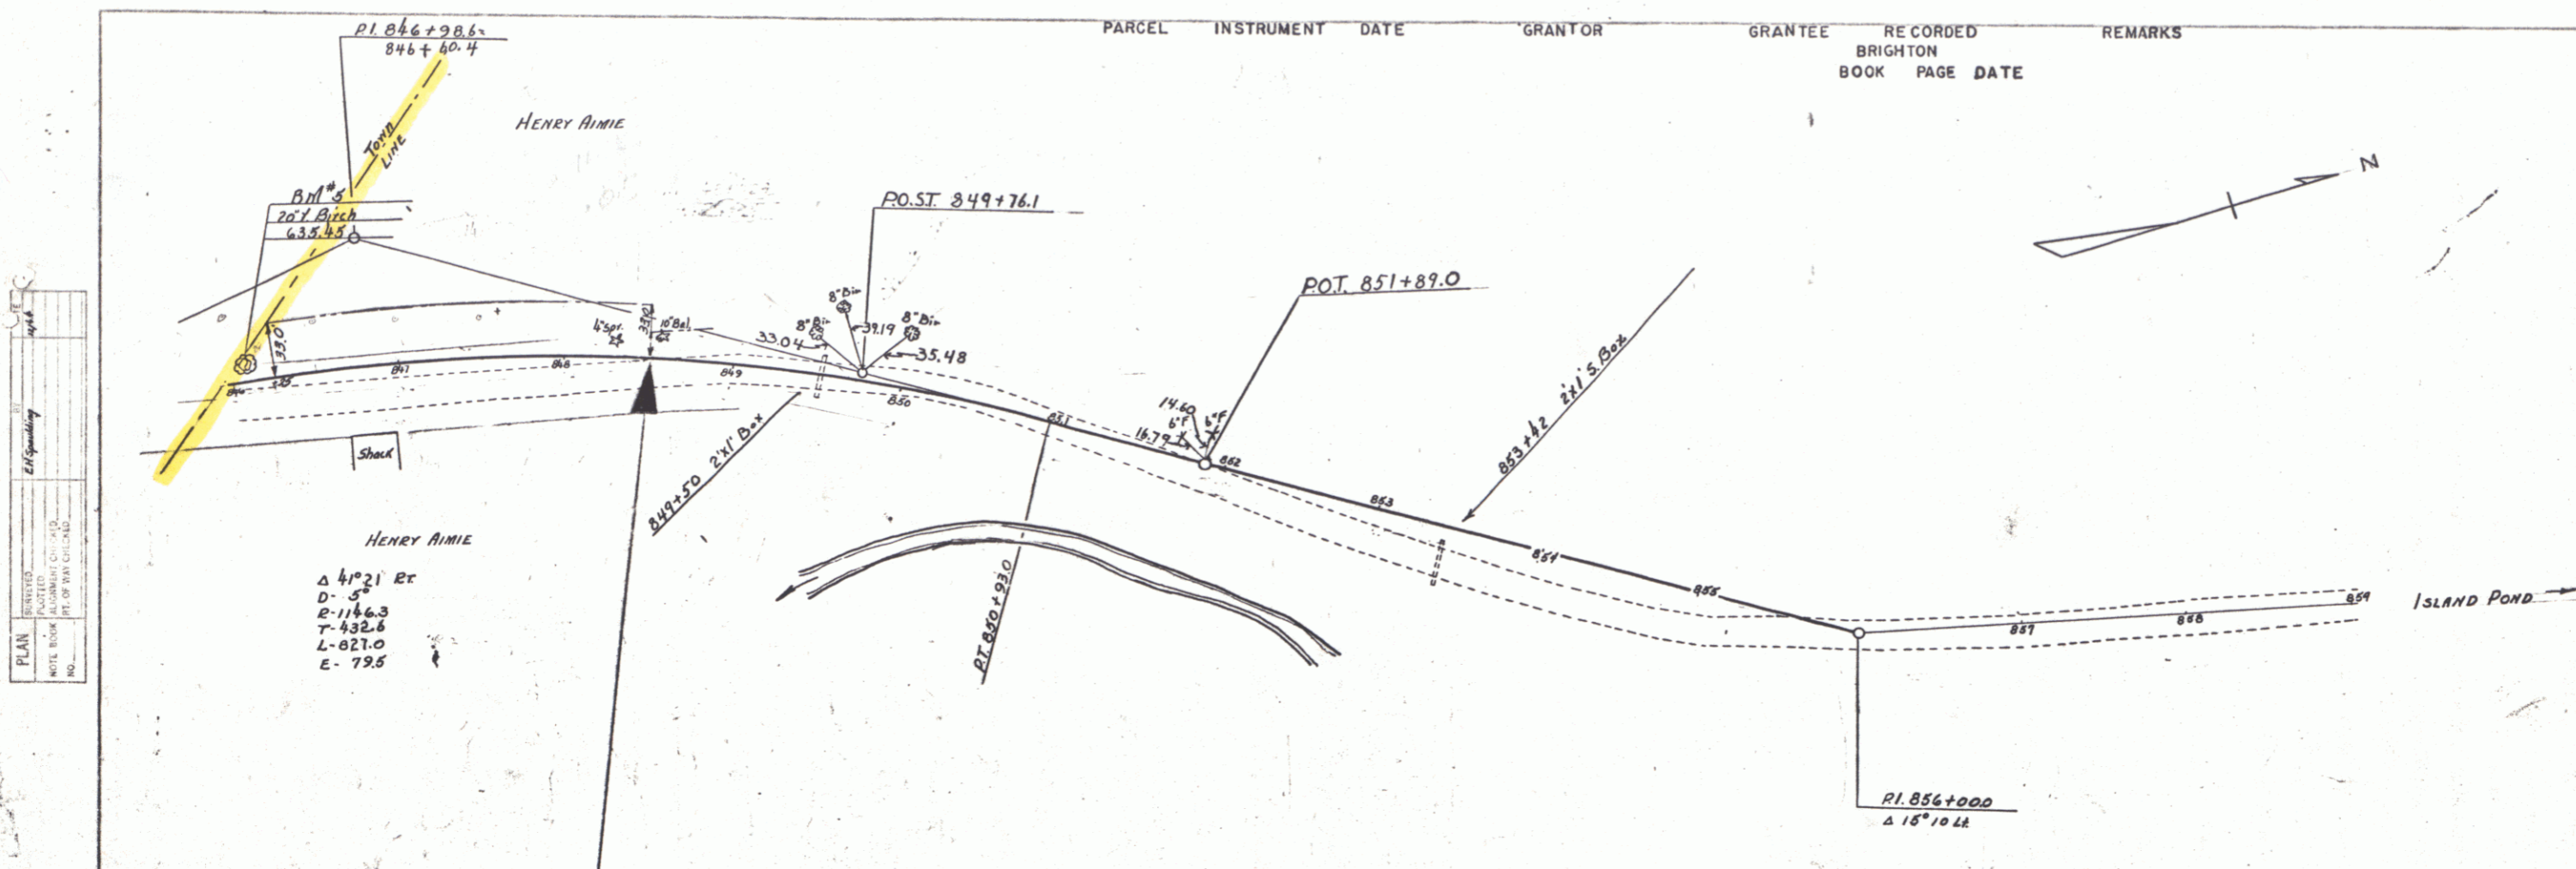 PARCEL INSTRUMENT DATE GRANTOR GRANTEE RECORDED REMARKS
BRIGHTON
BOOK PAGE DATE
P.I. 846+98.6=
846+60.4
TOWN
LINE
HENRY AIMIE
BM #5
20" Y. Birch
635.45
P.O.S.T. 849+76.1
P.O.T. 851+89.0
N
33.0'
33.0'
4" Spr.
10" Bal.
8" Bir
8" Bir
8" Bir
33.04
39.19
35.48
846
+25
847
848
849
850
851
852
853
854
855
857
858
859
14.60
6" F
6" F
16.79
853+42 2'x1' S. Box
849+50 2'x1' Box
Shack
HENRY AIMIE
Δ 41°21 RT.
D- 5°
R-1146.3
T-432.6
L-827.0
E- 79.5
P.T. 850+93.0
ISLAND POND
P.I. 856+00.0
Δ 15°10 Lt.
PLAN
NOTE BOOK
NO.
SURVEYED
PLOTTED
ALIGNMENT CHECKED
RT. OF WAY CHECKED
BY
EHSpaulding